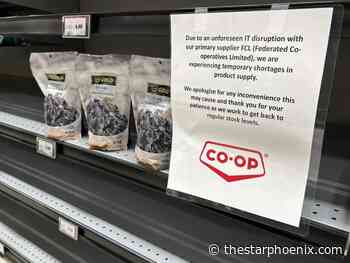 Due to an unforeseen IT disruption with
our primary supplier FCL (Federated Co-
operatives Limited), we are
experiencing temporary shortages in
product supply.
We apologize for any inconvenience this
may cause and thank you for your
patience as we work to get back to
regular stock levels.
CO-OP
thestarphoenix.com